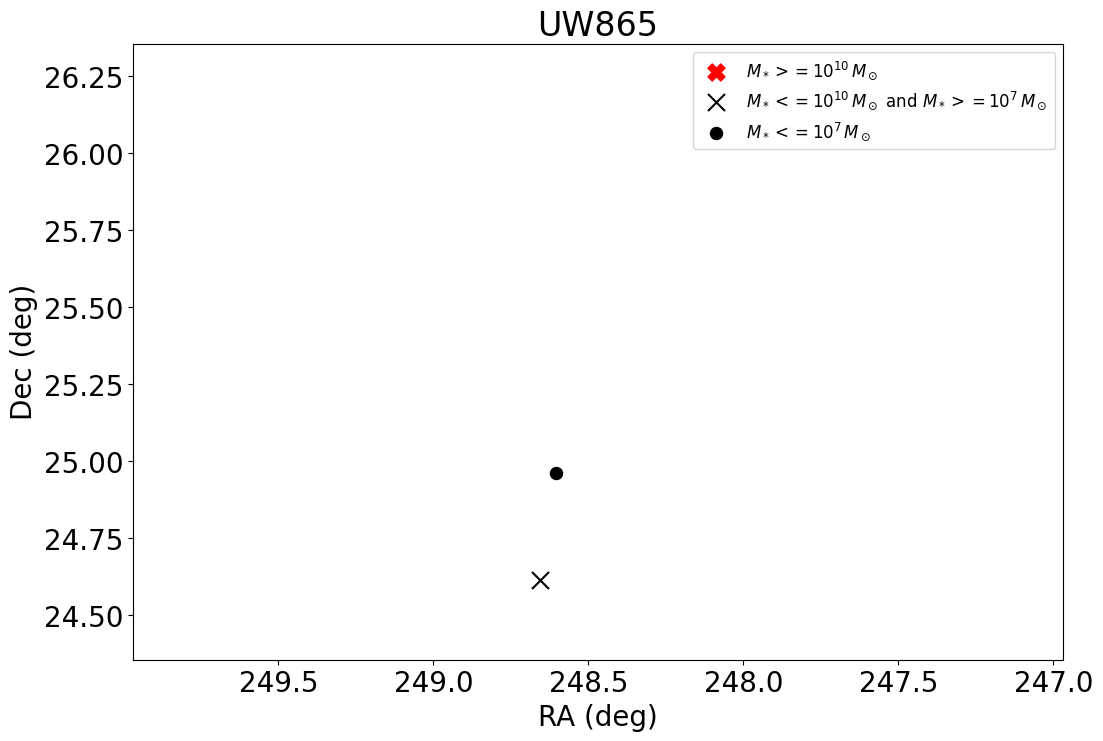 UW865
M* >= 10^10 M⊙
M* <= 10^10 M⊙ and M* >= 10^7 M⊙
M* <= 10^7 M⊙
26.25
26.00
25.75
25.50
25.25
25.00
24.75
24.50
Dec (deg)
249.5 249.0 248.5 248.0 247.5 247.0
RA (deg)